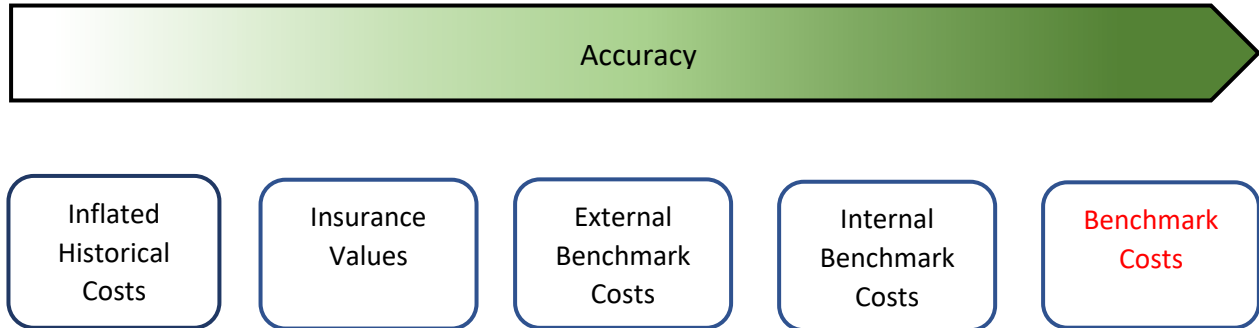 Accuracy
Inflated
Historical
Costs
Insurance
Values
External
Benchmark
Costs
Internal
Benchmark
Costs
Benchmark
Costs